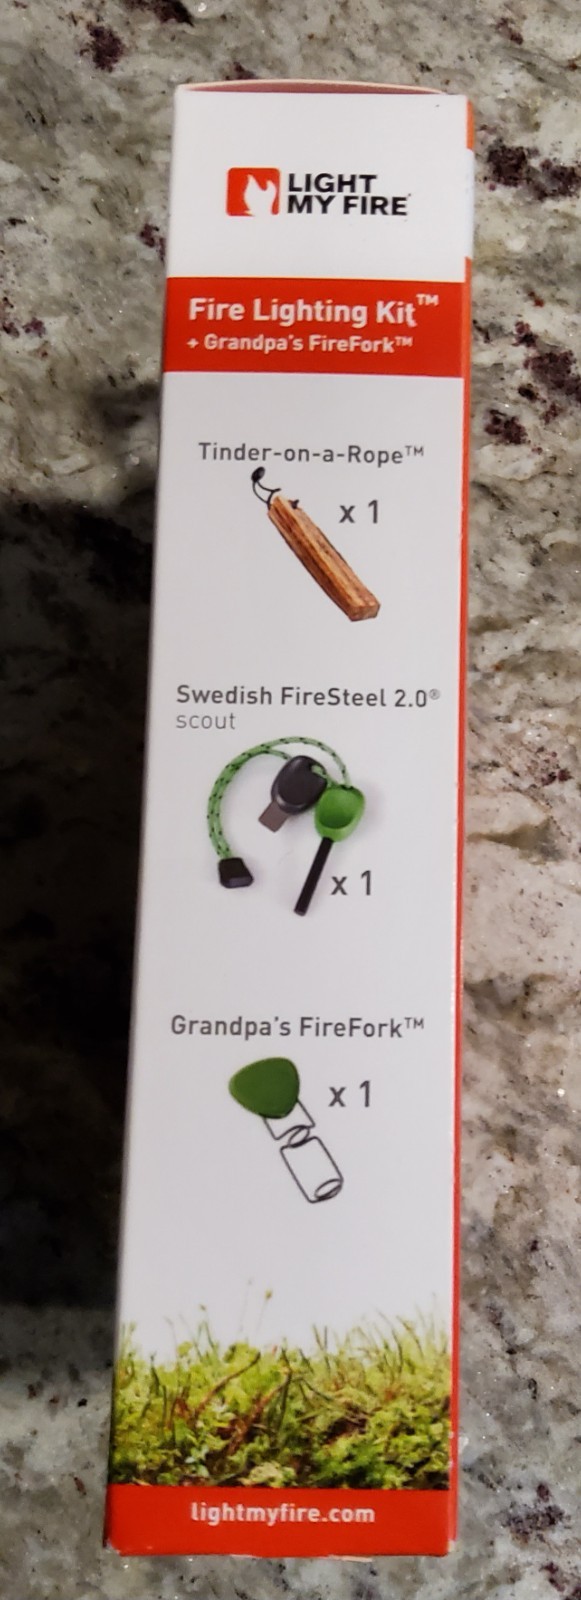 LIGHT
MY FIRE
Fire Lighting Kit™
+ Grandpa's FireFork™
Tinder-on-a-Rope™
x 1
Swedish FireSteel 2.0®
scout
x 1
Grandpa's FireFork™
x 1
lightmyfire.com